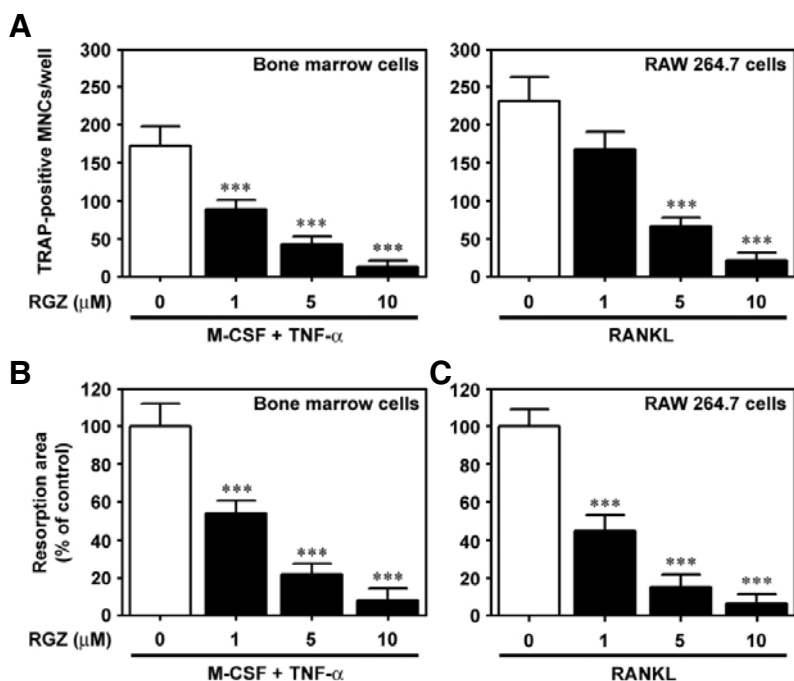 A
TRAP-positive MNCs/well
300
250
200
150
100
50
0
Bone marrow cells
***
***
***
RGZ (μM) 0 1 5 10
M-CSF + TNF-α
300
250
200
150
100
50
0
RAW 264.7 cells
***
***
0 1 5 10
RANKL
B
Resorption area
(% of control)
120
100
80
60
40
20
0
Bone marrow cells
***
***
***
RGZ (μM) 0 1 5 10
M-CSF + TNF-α
C
120
100
80
60
40
20
0
RAW 264.7 cells
***
***
***
0 1 5 10
RANKL